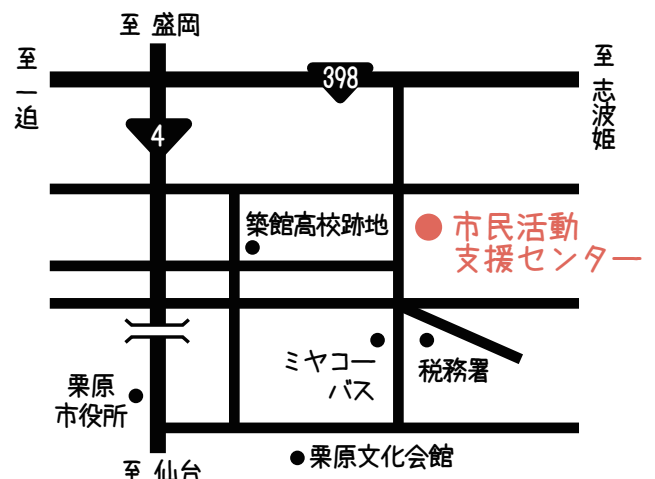 至 盛岡
至 一迫
398
至 志波姫
4
築館高校跡地
市民活動
支援センター
ミヤコー
バス
税務署
栗原
市役所
栗原文化会館
至 仙台